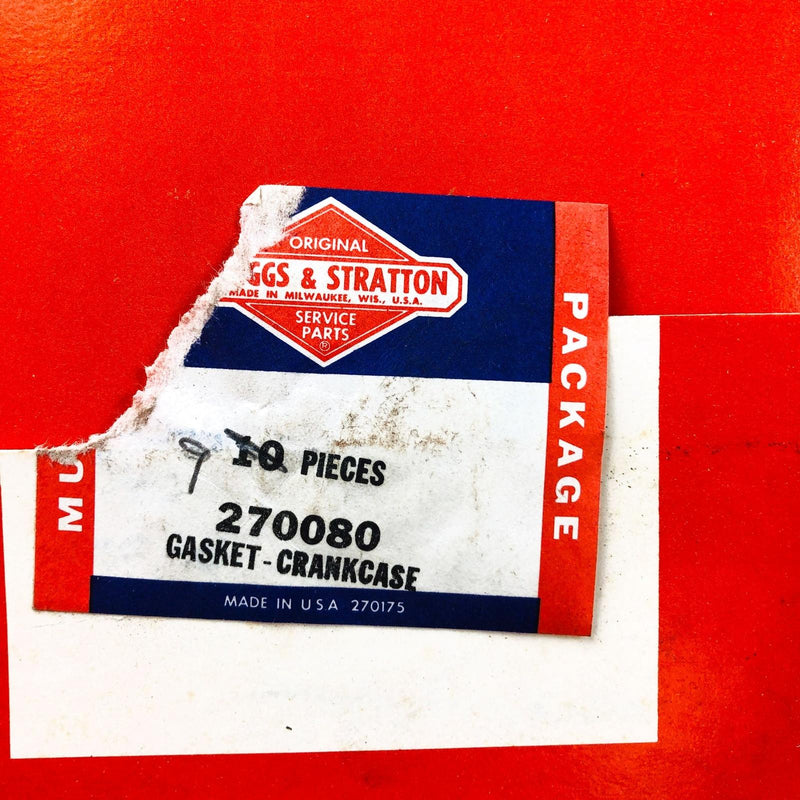 ORIGINAL
GGS & STRATTON
MADE IN MILWAUKEE, WIS., U.S.A.
SERVICE
PARTS
®
PACKAGE
MU
9 10 PIECES
270080
GASKET-CRANKCASE
MADE IN USA 270175